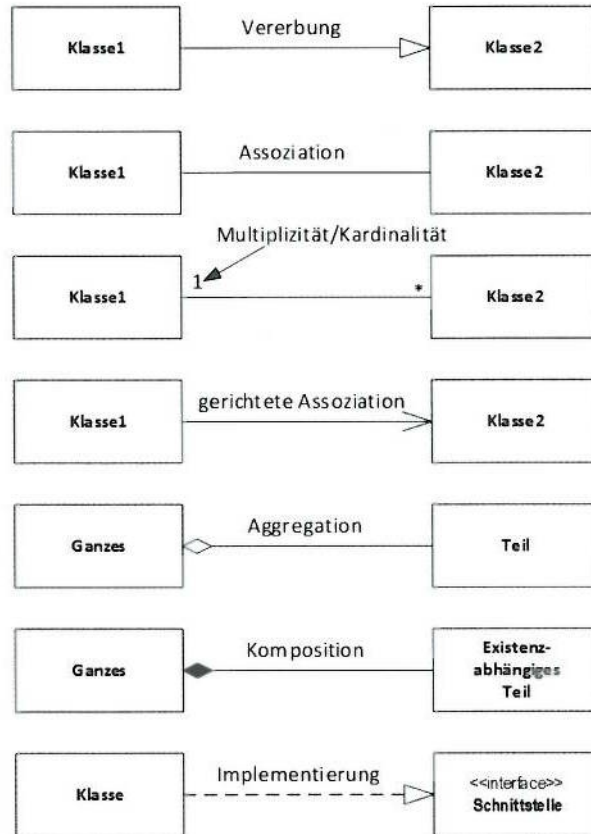 Vererbung
Klasse1
Klasse2
Assoziation
Klasse1
Klasse2
Multiplizität/Kardinalität
1
*
Klasse1
Klasse2
gerichtete Assoziation
Klasse1
Klasse2
Aggregation
Ganzes
Teil
Komposition
Ganzes
Existenz-
abhängiges
Teil
Implementierung
Klasse
<<interface>>
Schnittstelle